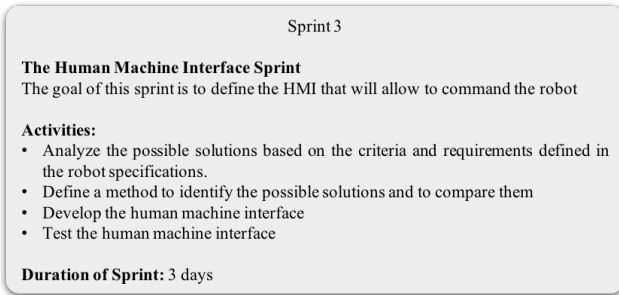 Sprint 3
The Human Machine Interface Sprint
The goal of this sprint is to define the HMI that will allow to command the robot
Activities:
• Analyze the possible solutions based on the criteria and requirements defined in
the robot specifications.
• Define a method to identify the possible solutions and to compare them
• Develop the human machine interface
• Test the human machine interface
Duration of Sprint: 3 days